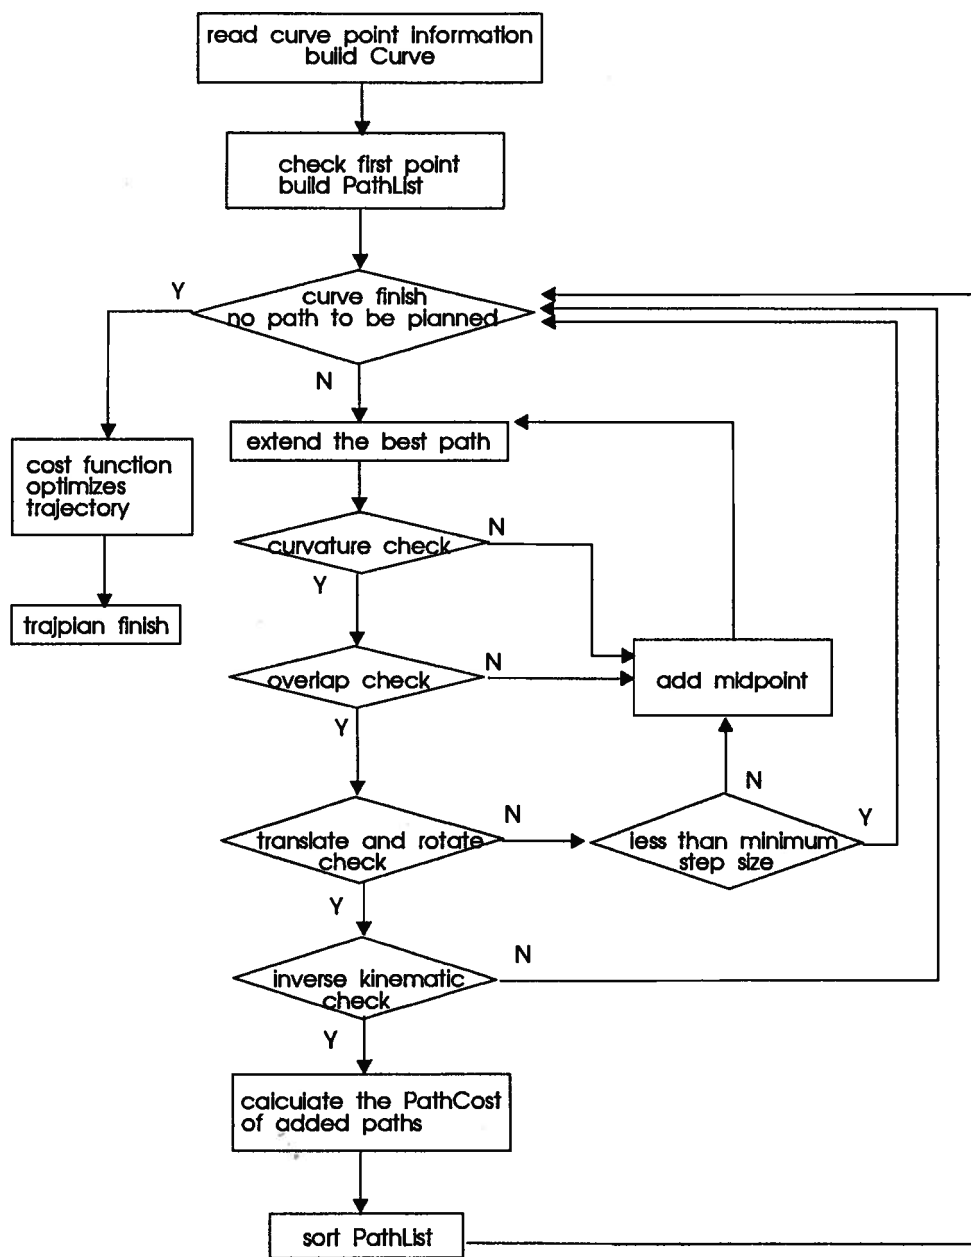 read curve point information
build Curve
check first point
build PathList
Y
curve finish
no path to be planned
N
extend the best path
cost function
optimizes
trajectory
N
curvature check
Y
trajpian finish
N
overlap check
add midpoint
Y
N
N
Y
translate and rotate
check
less than minimum
step size
Y
N
inverse kinematic
check
Y
calculate the PathCost
of added paths
sort PathList